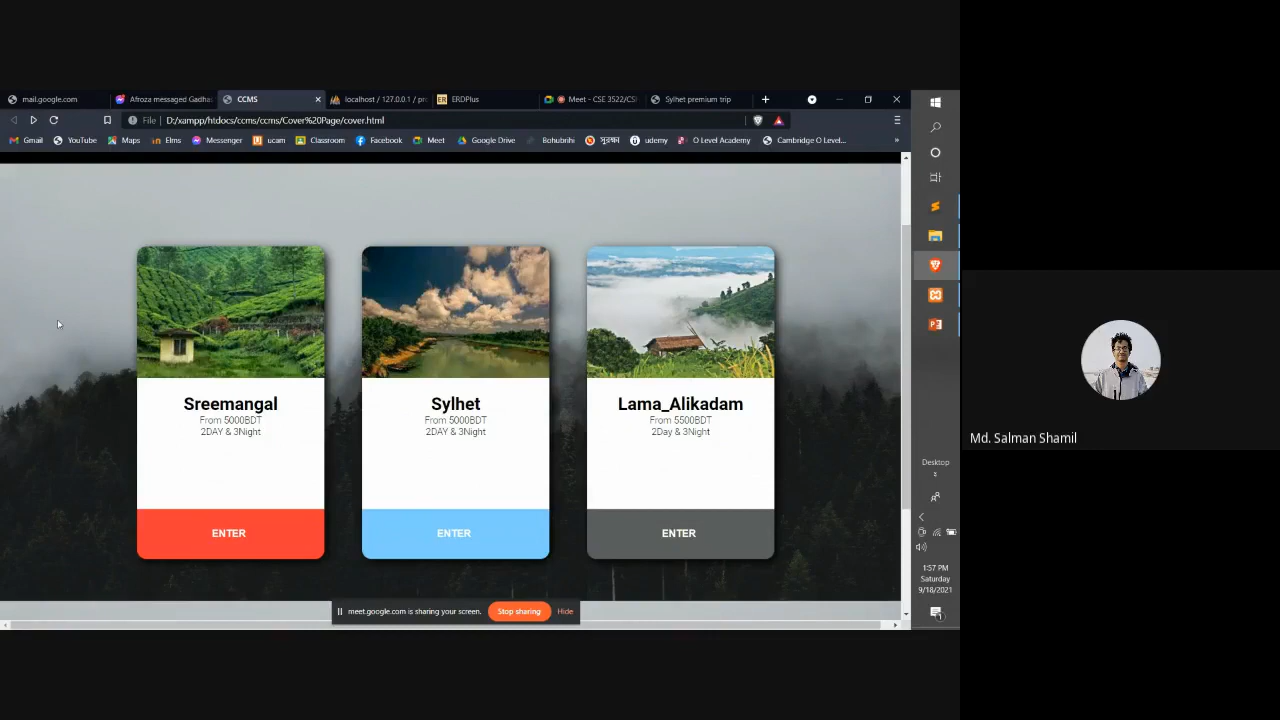 mail.google.com
Afroza messaged Gadha
CCMS
localhost / 127.0.0.1 / pr
ERDPlus
Meet - CSE 3522/CSI
Sylhet premium trip
File
D:/xampp/htdocs/ccms/ccms/Cover%20Page/cover.html
Gmail
YouTube
Maps
Elms
Messenger
ucam
Classroom
Facebook
Meet
Google Drive
Bohubrihi
সুরক্ষা
udemy
O Level Academy
Cambridge O Level...
Sreemangal
From 5000BDT
2DAY & 3Night
ENTER
Sylhet
From 5000BDT
2DAY & 3Night
ENTER
Lama_Alikadam
From 5500BDT
2Day & 3Night
ENTER
meet.google.com is sharing your screen.
Stop sharing
Hide
Desktop
1:57 PM
Saturday
9/18/2021
Md. Salman Shamil